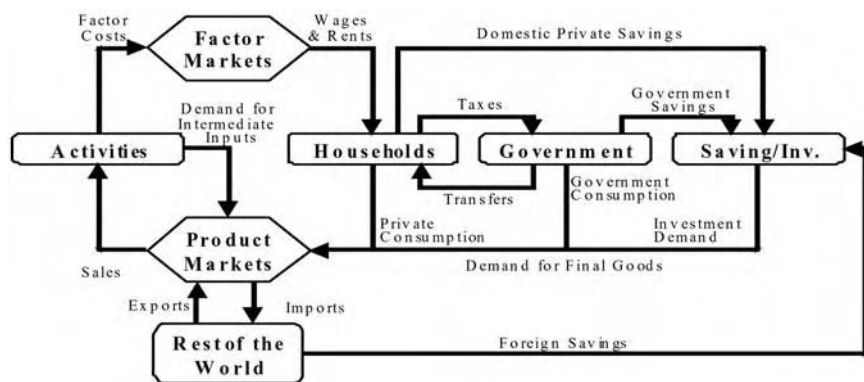 Factor
Costs
Factor
Markets
Wages
& Rents
Domestic Private Savings
Demand for
Intermediate
Inputs
Taxes
Government
Savings
Activities
Households
Government
Saving/Inv.
Transfers
Government
Consumption
Private
Consumption
Investment
Demand
Product
Markets
Sales
Demand for Final Goods
Exports
Imports
Rest of the
World
Foreign Savings